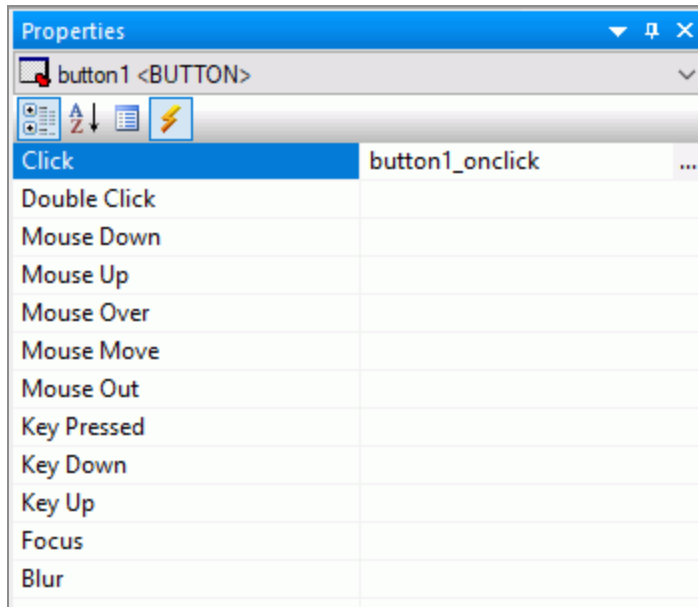 Properties
button1 <BUTTON>
A
Z
Click button1_onclick ...
Double Click
Mouse Down
Mouse Up
Mouse Over
Mouse Move
Mouse Out
Key Pressed
Key Down
Key Up
Focus
Blur